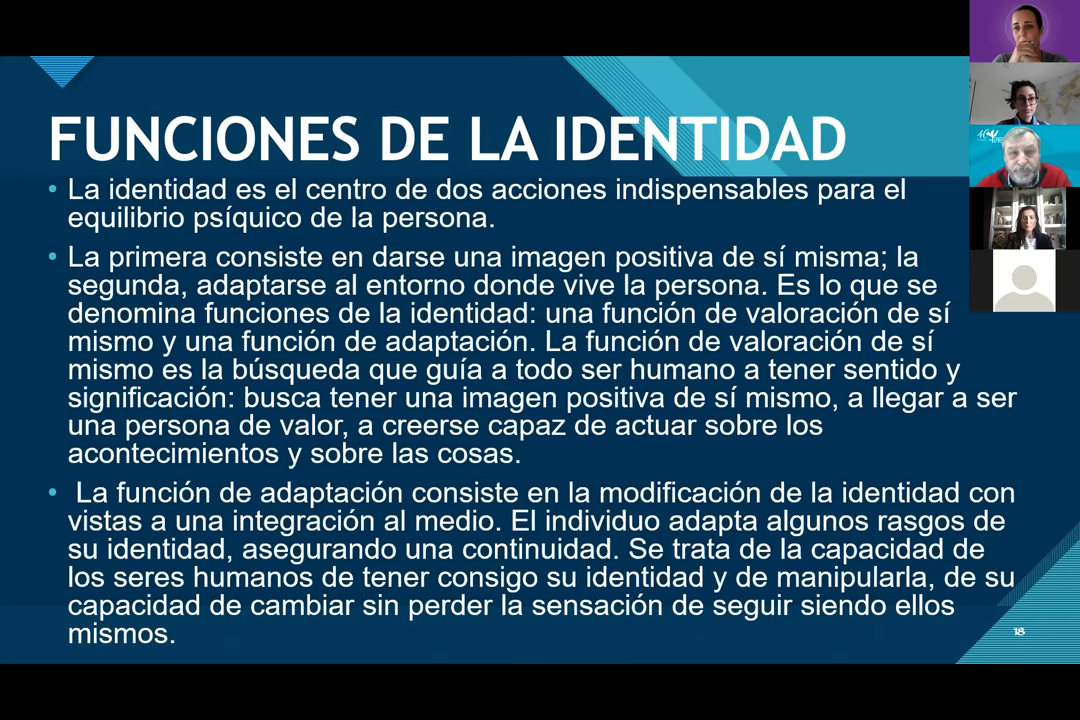 FUNCIONES DE LA IDENTIDAD
• La identidad es el centro de dos acciones indispensables para el
equilibrio psíquico de la persona.
• La primera consiste en darse una imagen positiva de sí misma; la
segunda, adaptarse al entorno donde vive la persona. Es lo que se
denomina funciones de la identidad: una función de valoración de sí
mismo y una función de adaptación. La función de valoración de sí
mismo es la búsqueda que guía a todo ser humano a tener sentido y
significación: busca tener una imagen positiva de sí mismo, a llegar a ser
una persona de valor, a creerse capaz de actuar sobre los
acontecimientos y sobre las cosas.
• La función de adaptación consiste en la modificación de la identidad con
vistas a una integración al medio. El individuo adapta algunos rasgos de
su identidad, asegurando una continuidad. Se trata de la capacidad de
los seres humanos de tener consigo su identidad y de manipularla, de su
capacidad de cambiar sin perder la sensación de seguir siendo ellos
mismos.
18